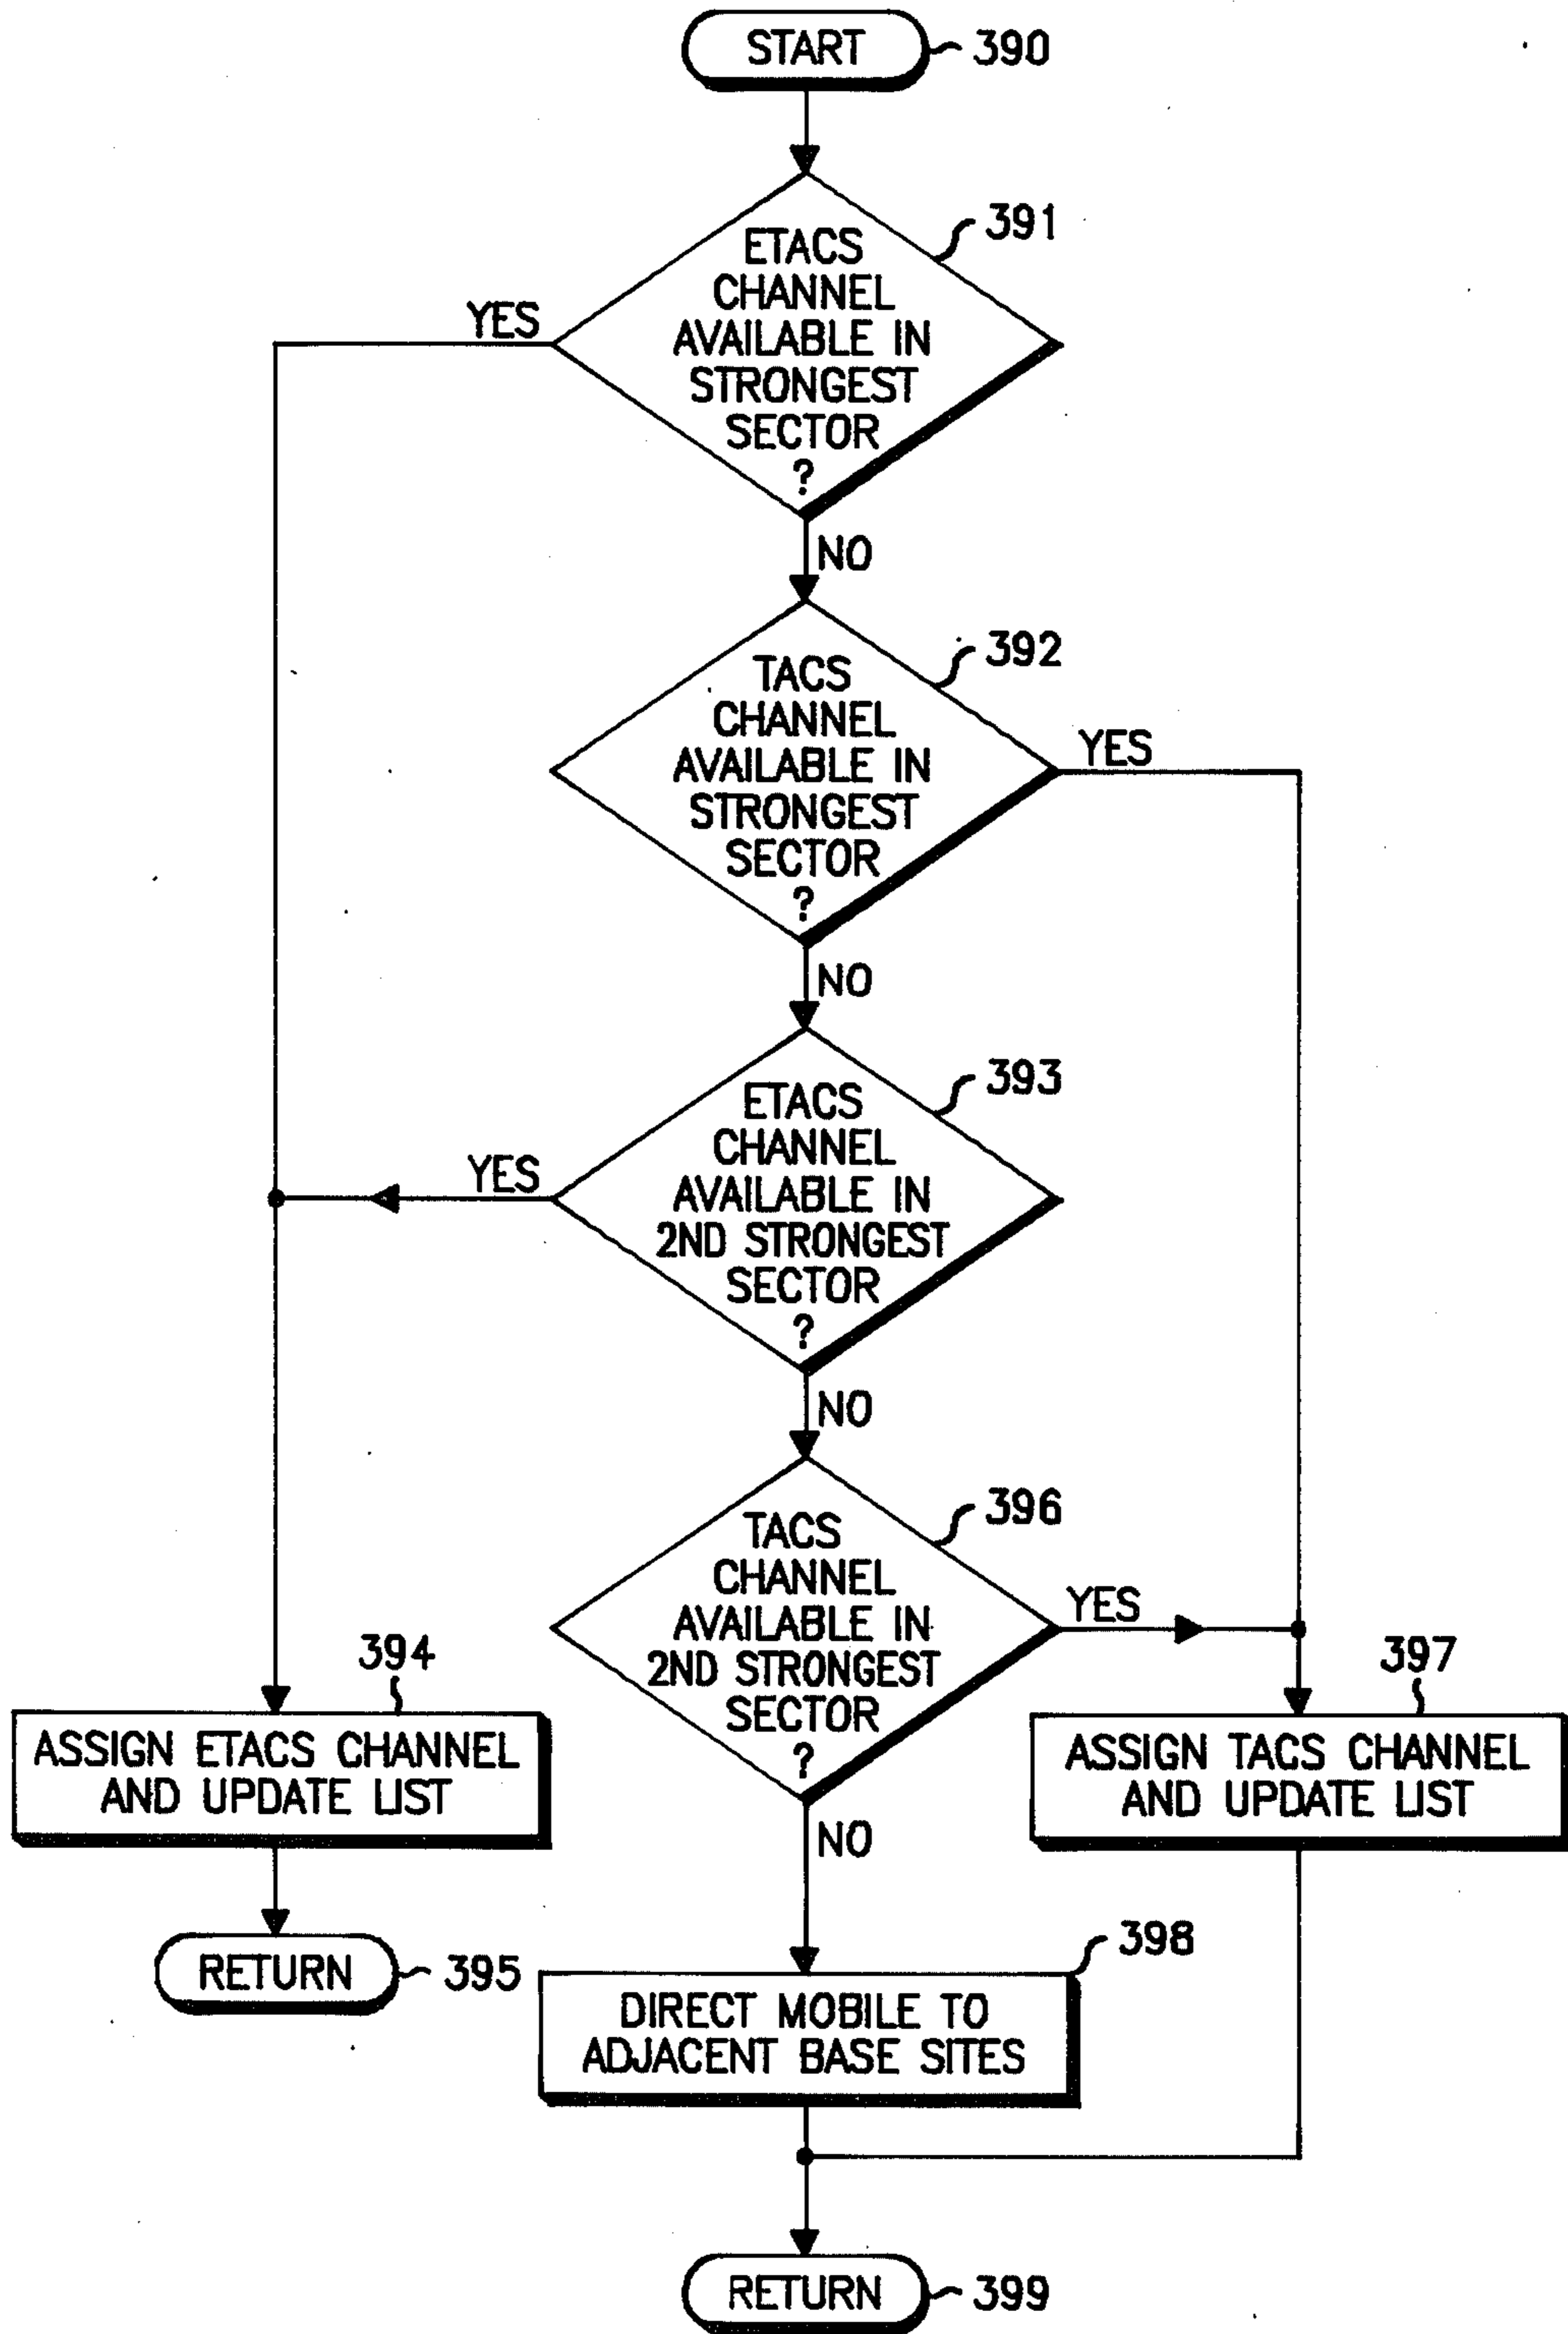 START
390
391
ETACS
CHANNEL
AVAILABLE IN
STRONGEST
SECTOR
?
YES
NO
392
TACS
CHANNEL
AVAILABLE IN
STRONGEST
SECTOR
?
YES
NO
393
ETACS
CHANNEL
AVAILABLE IN
2ND STRONGEST
SECTOR
?
YES
NO
396
TACS
CHANNEL
AVAILABLE IN
2ND STRONGEST
SECTOR
?
YES
NO
394
ASSIGN ETACS CHANNEL
AND UPDATE LIST
397
ASSIGN TACS CHANNEL
AND UPDATE LIST
RETURN
395
398
DIRECT MOBILE TO
ADJACENT BASE SITES
RETURN
399